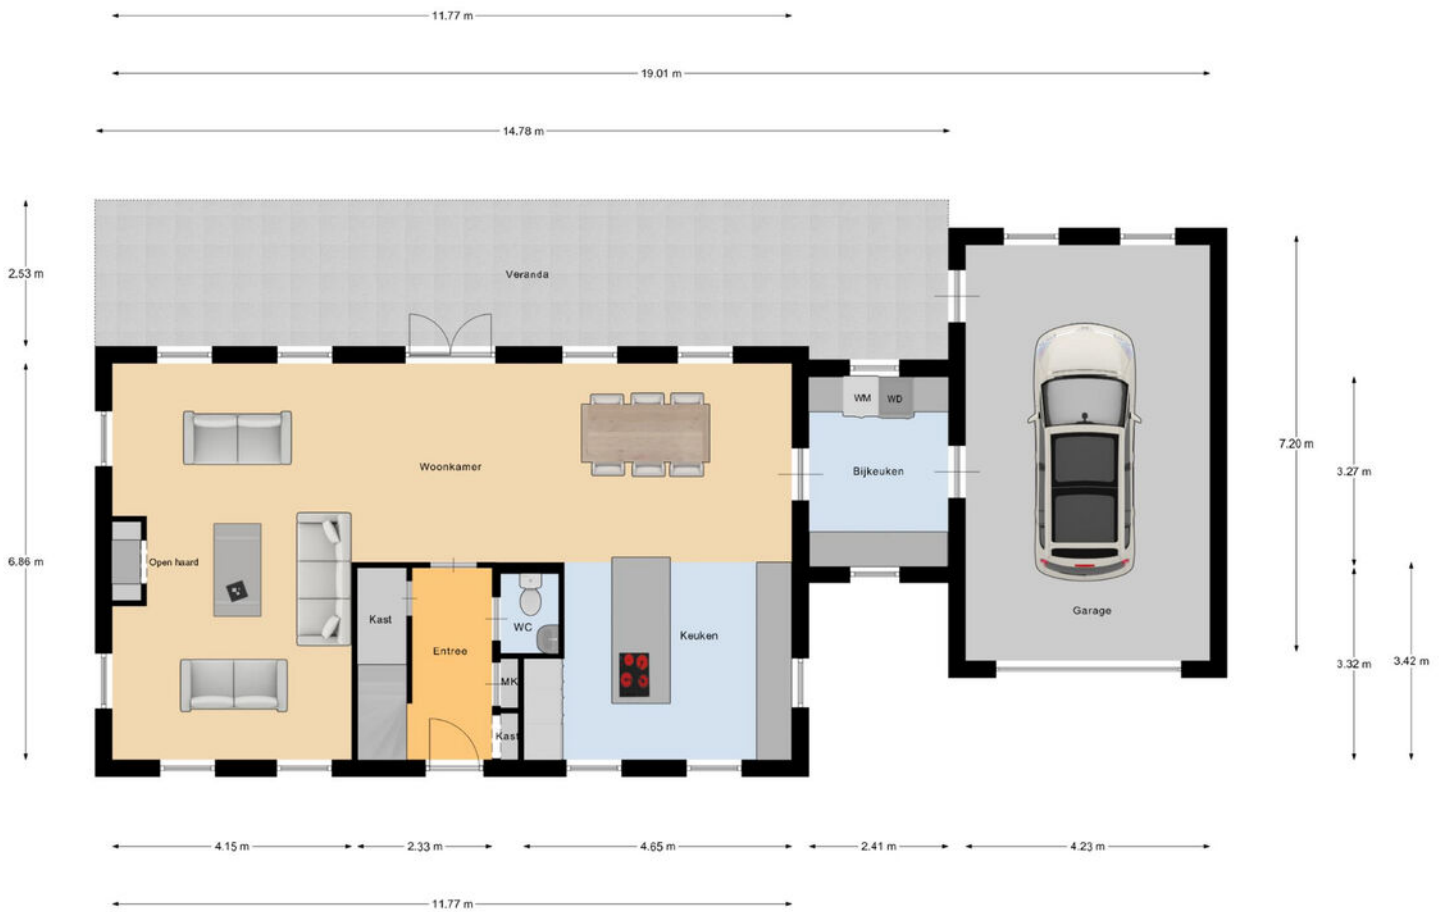 11.77 m
19.01 m
14.78 m
2.53 m
Veranda
WM
WD
7.20 m
Woonkamer
Bijkeuken
3.27 m
6.86 m
Open haard
Garage
Kast
WC
Keuken
Entree
3.32 m
3.42 m
MK
Kast
4.15 m
2.33 m
4.65 m
2.41 m
4.23 m
11.77 m